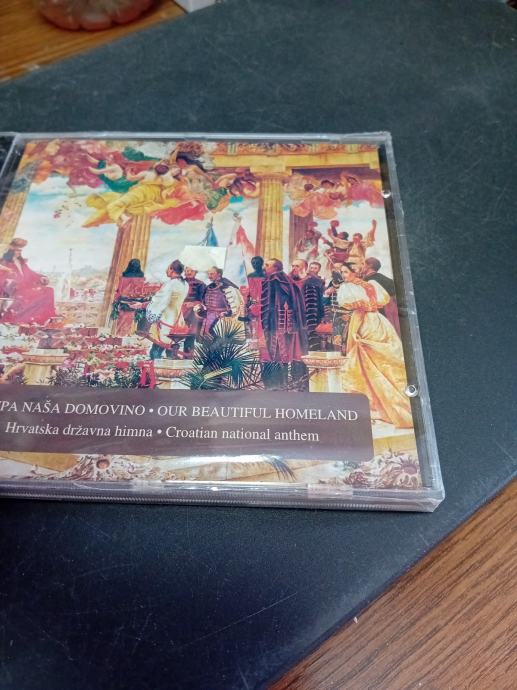 PA NAŠA DOMOVINO • OUR BEAUTIFUL HOMELAND
Hrvatska državna himna • Croatian national anthem